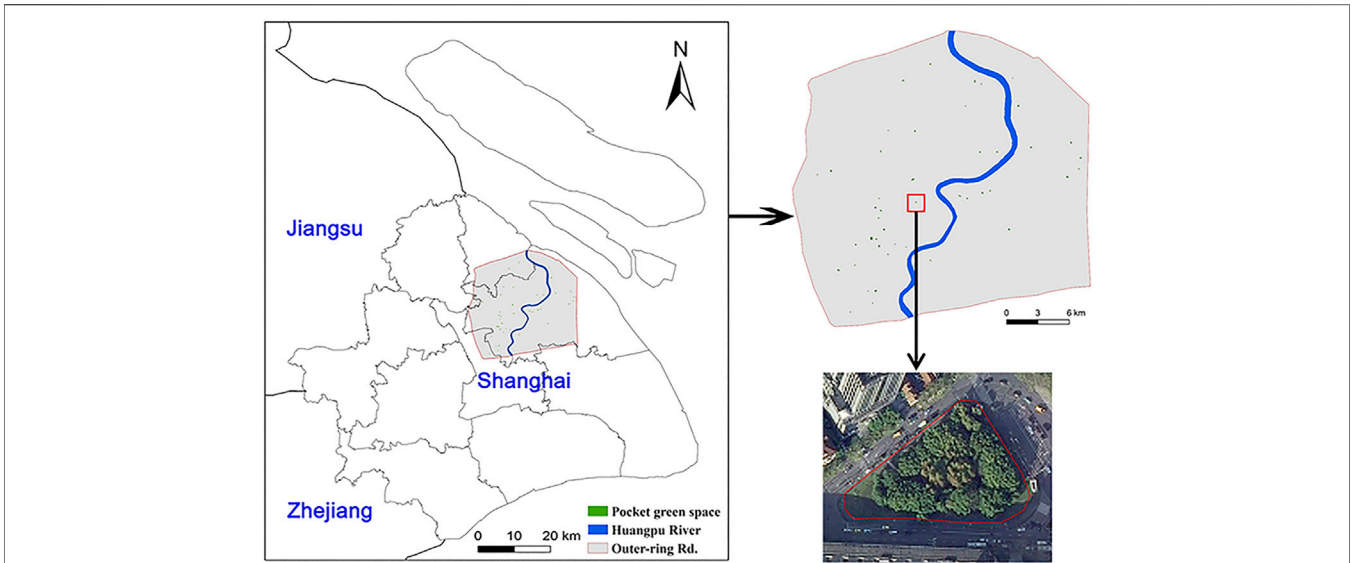 N
Jiangsu
Shanghai
Zhejiang
Pocket green space
Huangpu River
Outer-ring Rd.
0 10 20 km
0 3 6 km